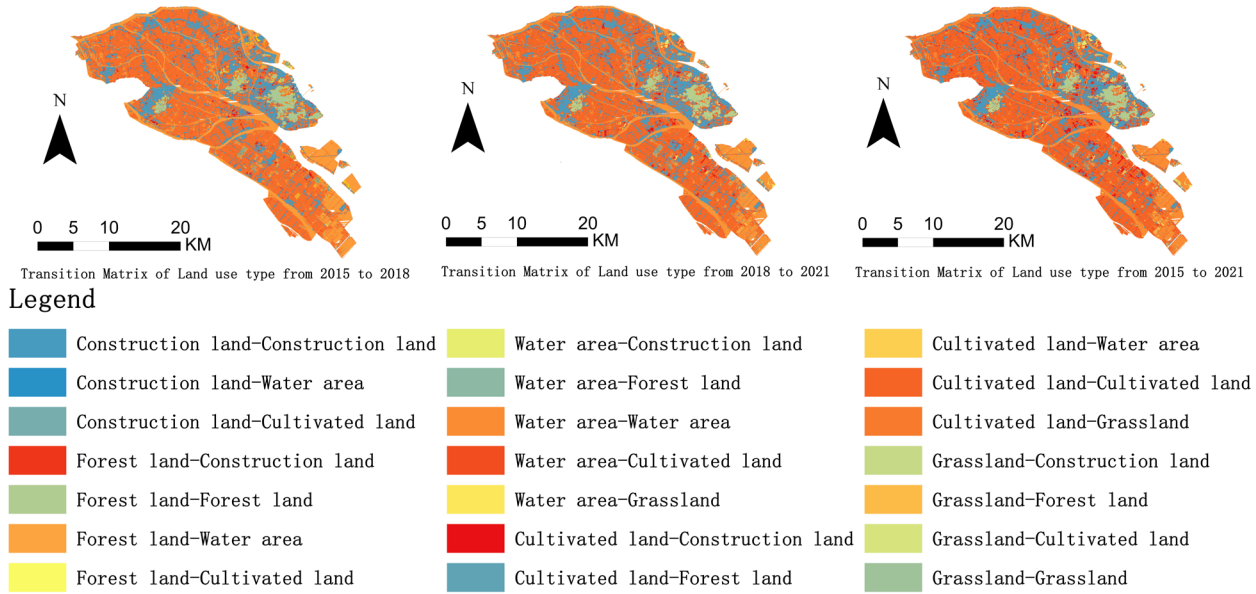 N
N
N
0 5 10 20
KM
0 5 10 20
KM
0 5 10 20
KM
Transition Matrix of Land use type from 2015 to 2018
Transition Matrix of Land use type from 2018 to 2021
Transition Matrix of Land use type from 2015 to 2021
Legend
Construction land-Construction land
Construction land-Water area
Construction land-Cultivated land
Forest land-Construction land
Forest land-Forest land
Forest land-Water area
Forest land-Cultivated land
Water area-Construction land
Water area-Forest land
Water area-Water area
Water area-Cultivated land
Water area-Grassland
Cultivated land-Construction land
Cultivated land-Forest land
Cultivated land-Water area
Cultivated land-Cultivated land
Cultivated land-Grassland
Grassland-Construction land
Grassland-Forest land
Grassland-Cultivated land
Grassland-Grassland